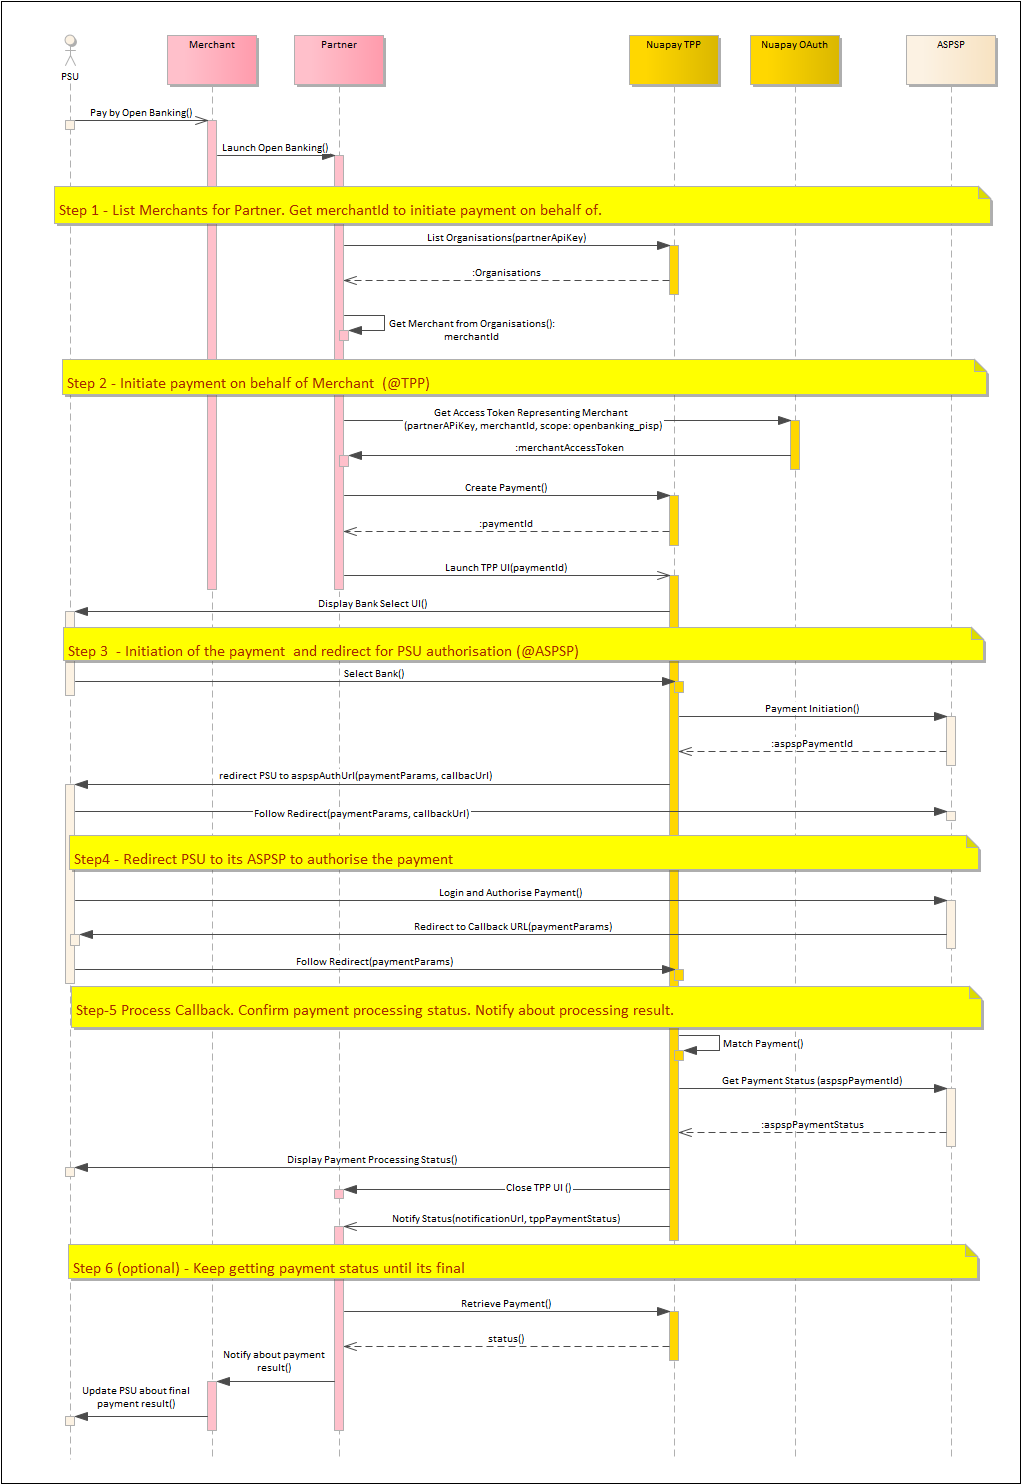 PSU
Merchant
Partner
Nuapay TPP
Nuapay OAuth
ASPSP
Pay by Open Banking()
Launch Open Banking()
Step 1 - List Merchants for Partner. Get merchantId to initiate payment on behalf of.
List Organisations(partnerApiKey)
:Organisations
Get Merchant from Organisations():
merchantId
Step 2 - Initiate payment on behalf of Merchant  (@TPP)
Get Access Token Representing Merchant
(partnerAPiKey, merchantId, scope: openbanking_pisp)
:merchantAccessToken
Create Payment()
:paymentId
Launch TPP UI(paymentId)
Display Bank Select UI()
Step 3  - Initiation of the payment  and redirect for PSU authorisation (@ASPSP)
Select Bank()
Payment Initiation()
:aspspPaymentId
redirect PSU to aspspAuthUrl(paymentParams, callbacUrl)
Follow Redirect(paymentParams, callbackUrl)
Step4 - Redirect PSU to its ASPSP to authorise the payment
Login and Authorise Payment()
Redirect to Callback URL(paymentParams)
Follow Redirect(paymentParams)
Step-5 Process Callback. Confirm payment processing status. Notify about processing result.
Match Payment()
Get Payment Status (aspspPaymentId)
:aspspPaymentStatus
Display Payment Processing Status()
Close TPP UI ()
Notify Status(notificationUrl, tppPaymentStatus)
Step 6 (optional) - Keep getting payment status until its final
Retrieve Payment()
status()
Notify about payment
result()
Update PSU about final
payment result()